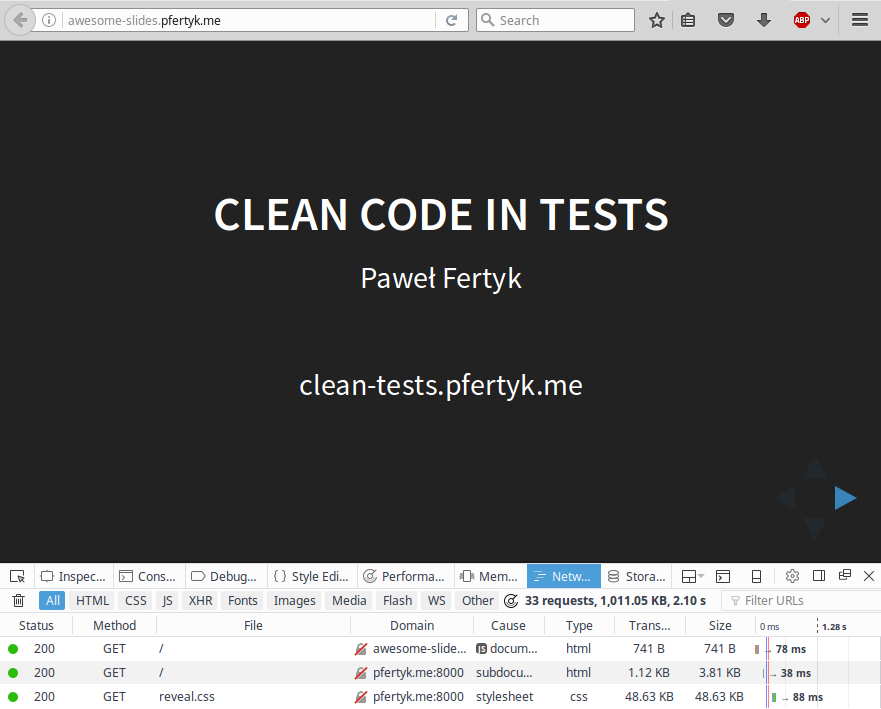 awesome-slides.pfertyk.me
Search
ABP
CLEAN CODE IN TESTS
Paweł Fertyk
clean-tests.pfertyk.me
Inspec... Cons... Debug... { } Style Edi... Performa... Mem... Netw... Stora...
All HTML CSS JS XHR Fonts Images Media Flash WS Other 33 requests, 1,011.05 KB, 2.10 s Filter URLs
Status Method File Domain Cause Type Trans... Size 0 ms 1.28 s
200 GET / awesome-slide... JS docum... html 741 B 741 B → 78 ms
200 GET / pfertyk.me:8000 subdocu... html 1.12 KB 3.81 KB → 38 ms
200 GET reveal.css pfertyk.me:8000 stylesheet css 48.63 KB 48.63 KB → 88 ms